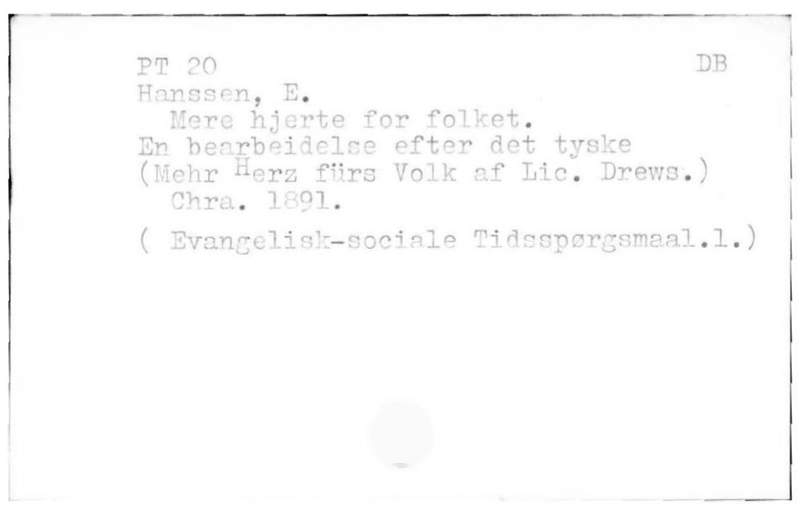 PT 20 DB
Hanssen, E.
Mere hjerte for folket.
En bearbeidelse efter det tyske
(Mehr Herz fürs Volk af Lic. Drews.)
Chra. 1891.
( Evangelisk-sociale Tidsspørgsmaal.l.)